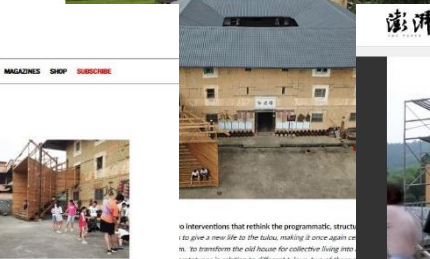 澎湃
MAGAZINES SHOP SUBSCRIBE
o interventions that rethink the programmatic, structu
s to give a new life to the tulou, making it once again ce
m. 'to transform the old house for collective living into